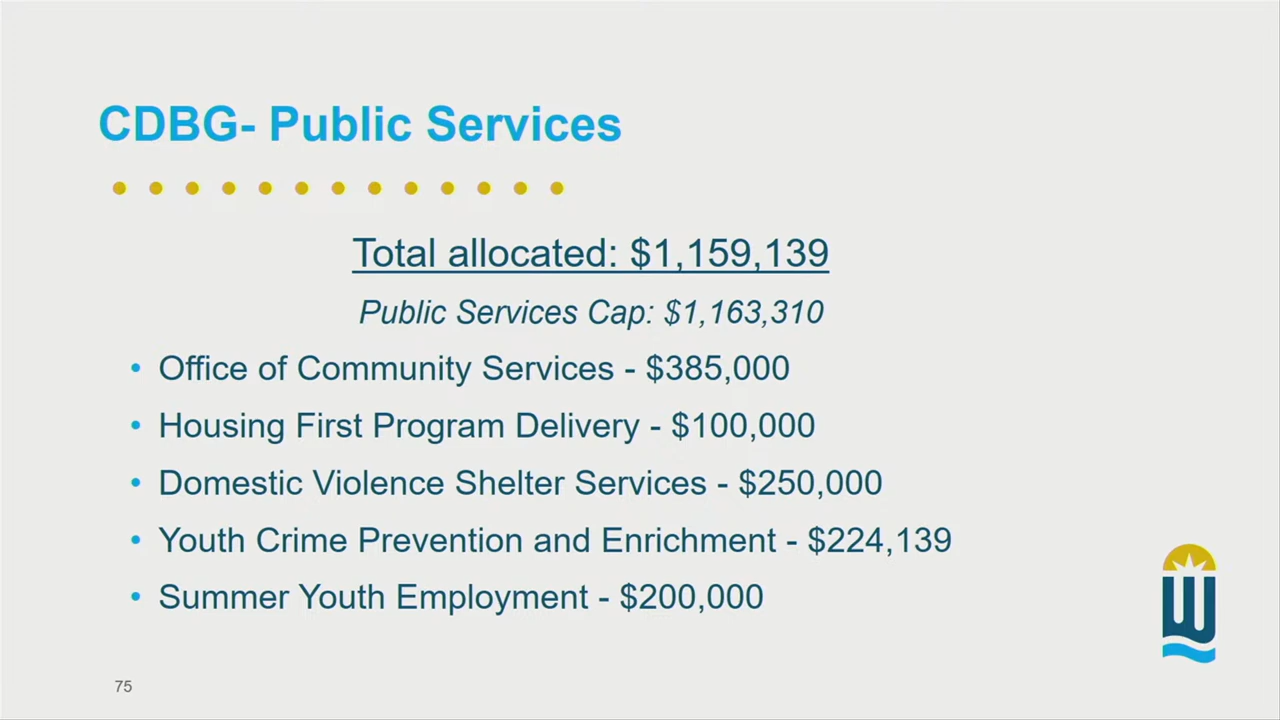 CDBG- Public Services
Total allocated: $1,159,139
Public Services Cap: $1,163,310
• Office of Community Services - $385,000
• Housing First Program Delivery - $100,000
• Domestic Violence Shelter Services - $250,000
• Youth Crime Prevention and Enrichment - $224,139
• Summer Youth Employment - $200,000
75